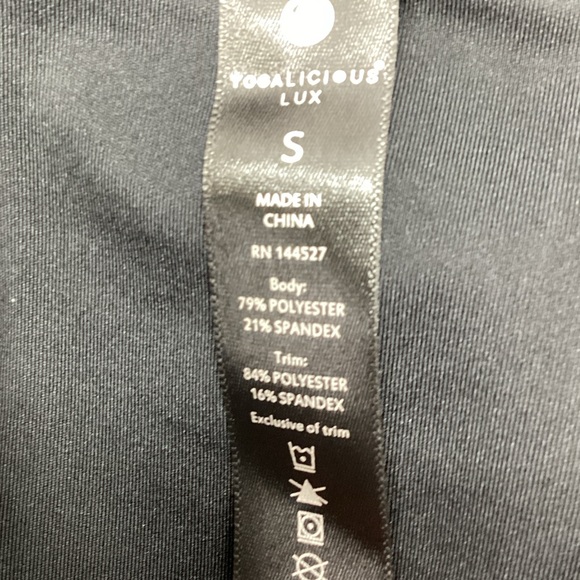 YOGALICIOUS®
LUX
S
MADE IN
CHINA
RN 144527
Body:
79% POLYESTER
21% SPANDEX
Trim:
84% POLYESTER
16% SPANDEX
Exclusive of trim